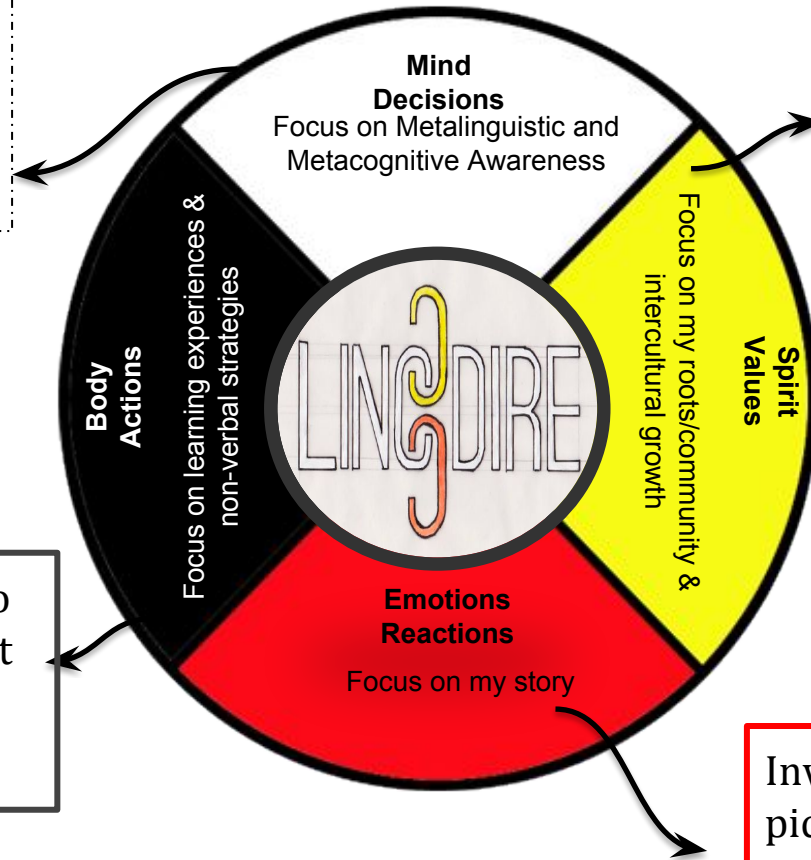 Mind
Decisions
Focus on Metalinguistic and
Metacognitive Awareness
Body
Actions
Focus on learning experiences &
non-verbal strategies
LINGDIRE
Spirit
Values
Focus on my roots/community &
intercultural growth
Emotions
Reactions
Focus on my story